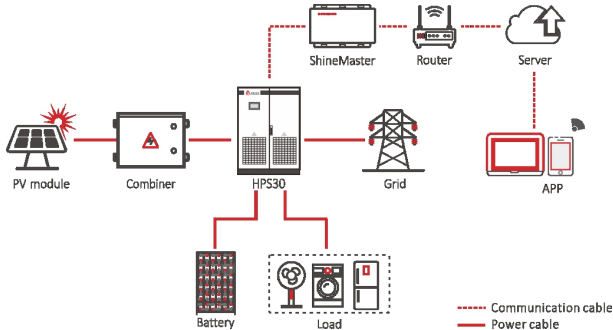 ShineMaster
Router
Server
PV module
Combiner
HPS30
Grid
APP
Battery
Load
Communication cable
Power cable